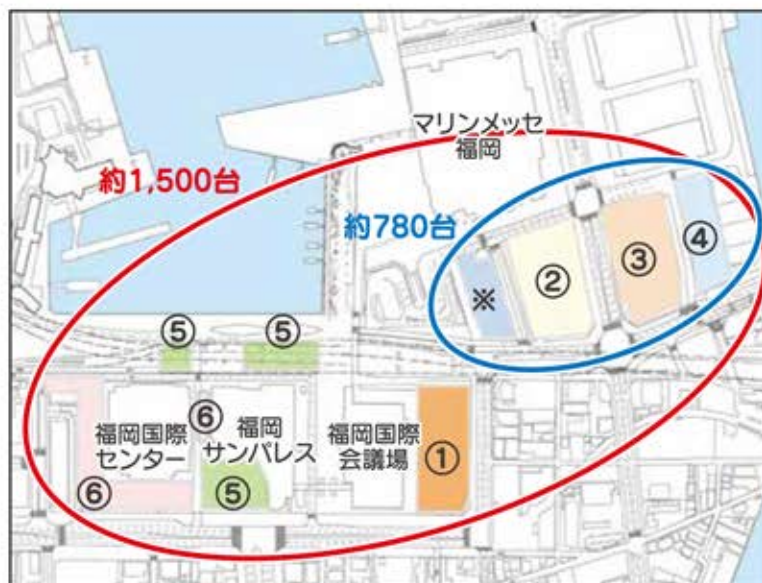 マリンメッセ
福岡
約1,500台
約780台
④
③
②
※
⑤
⑤
⑥
福岡国際
センター
福岡
サンパレス
福岡国際
会議場
①
⑥
⑤